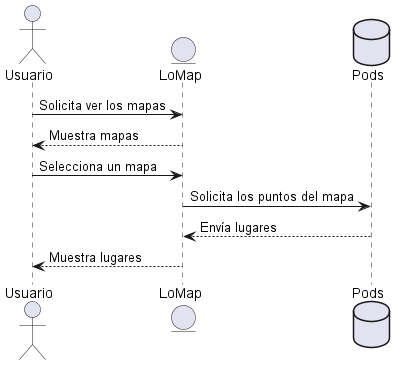 Usuario
LoMap
Pods
Solicita ver los mapas
Muestra mapas
Selecciona un mapa
Solicita los puntos del mapa
Envía lugares
Muestra lugares
Usuario
LoMap
Pods